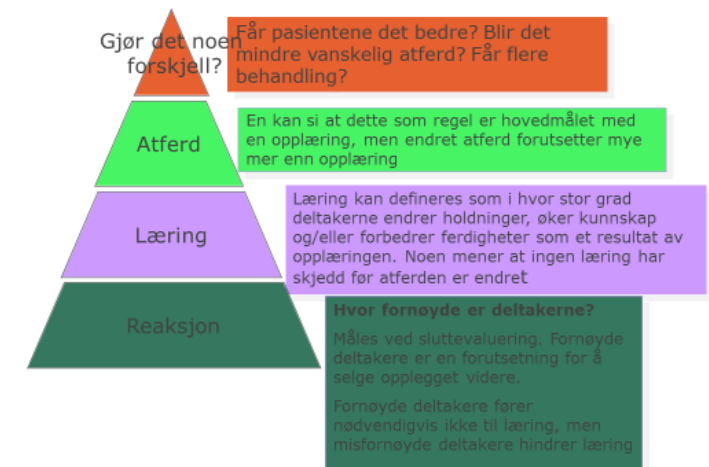 Gjør det noen
forskjell?
Får pasientene det bedre? Blir det
mindre vanskelig atferd? Får flere
behandling?
Atferd
En kan si at dette som regel er hovedmålet med
en opplæring, men endret atferd forutsetter mye
mer enn opplæring
Læring
Læring kan defineres som i hvor stor grad
deltakerne endrer holdninger, øker kunnskap
og/eller forbedrer ferdigheter som et resultat av
opplæringen. Noen mener at ingen læring har
skjedd før atferden er endret
Reaksjon
Hvor fornøyde er deltakerne?
Måles ved sluttevaluering. Fornøyde
deltakere er en forutsetning for å
selge opplegget videre.
Fornøyde deltakere fører
nødvendigvis ikke til læring, men
misfornøyde deltakere hindrer læring